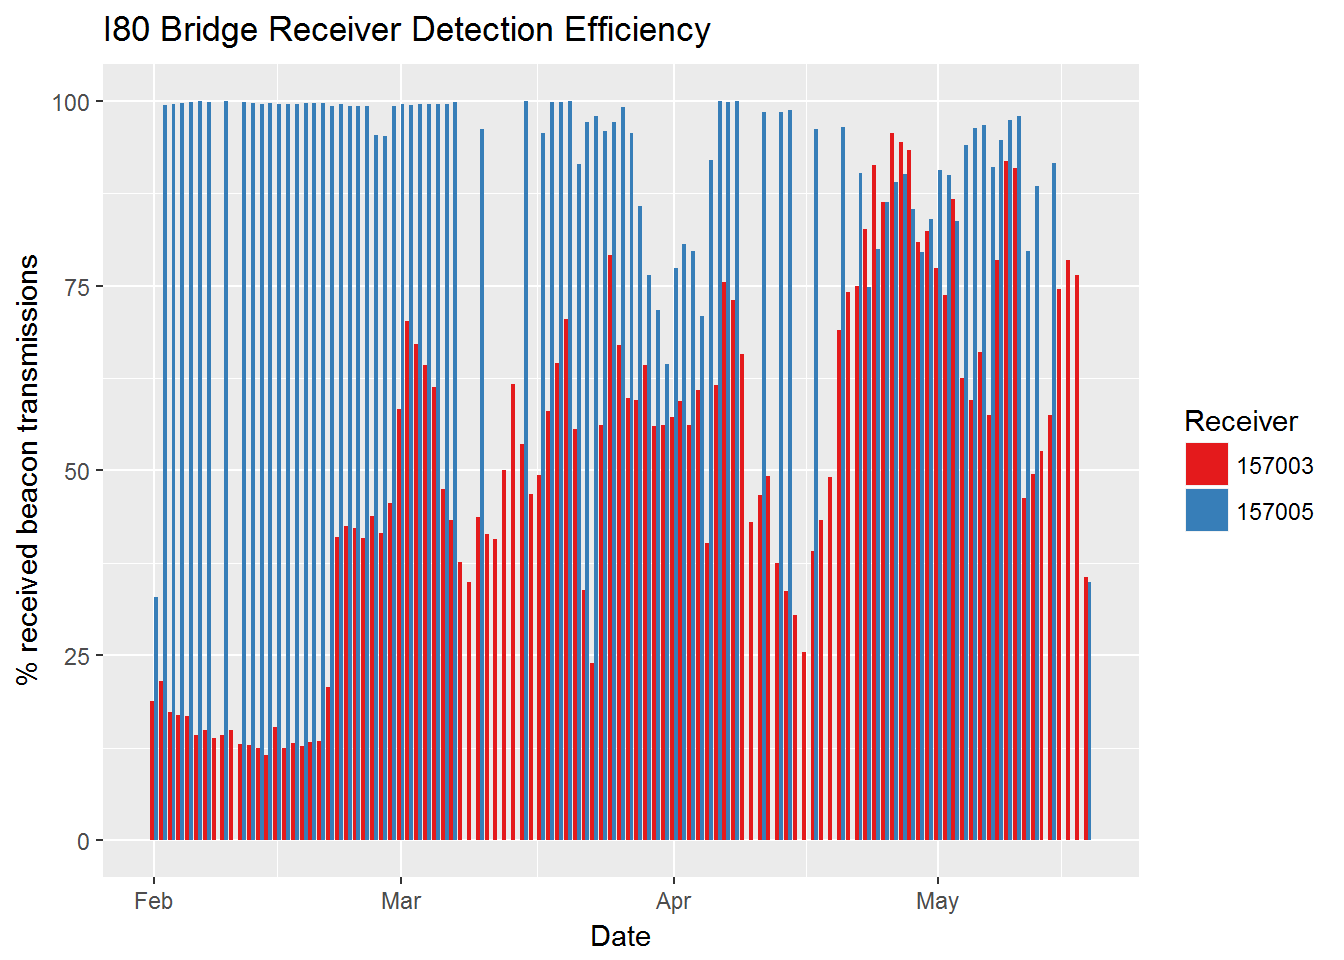 I80 Bridge Receiver Detection Efficiency
% received beacon transmissions
100
75
50
25
0
Feb
Mar
Apr
May
Date
Receiver
157003
157005